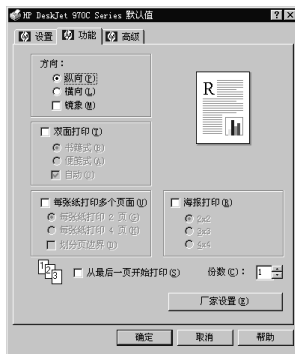 HP DeskJet 970C Series 默认值
设置 功能 高级
方向：
纵向(P)
横向(L)
镜象(M)
R
双面打印(T)
书籍式(B)
便笺式(A)
自动(U)
每张纸打印多个页面(U)
每张纸打印 2 页(G)
每张纸打印 4 页(H)
划分页边界(D)
海报打印(R)
2x2
3x3
4x4
1 2 3
从最后一页开始打印(S)
份数(C)：
1
厂家设置(E)
确定 取消 帮助